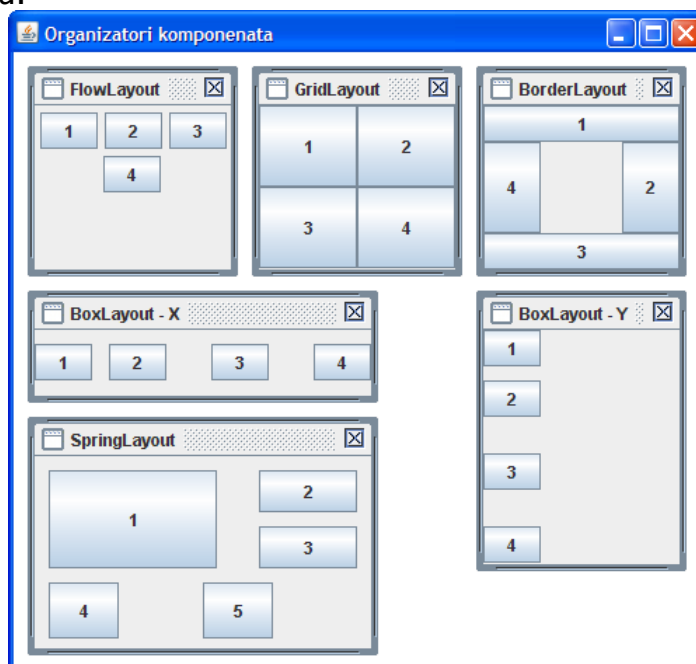 Organizatori komponenata
FlowLayout
1 2 3
4
GridLayout
1 2
3 4
BorderLayout
1
4 2
3
BoxLayout - X
1 2 3 4
BoxLayout - Y
1
2
3
4
SpringLayout
1
2
3
4 5